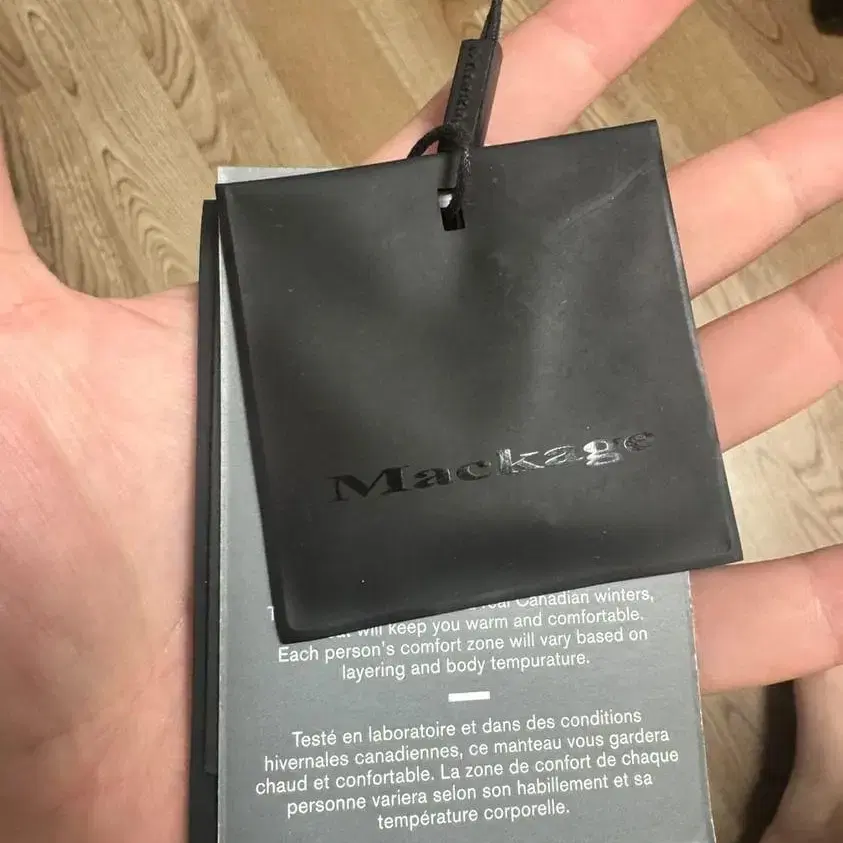 Mackage
Canadian winters,
will keep you warm and comfortable.
Each person's comfort zone will vary based on
layering and body tempurature.
Testé en laboratoire et dans des conditions
hivernales canadiennes, ce manteau vous gardera
chaud et confortable. La zone de confort de chaque
personne variera selon son habillement et sa
température corporelle.